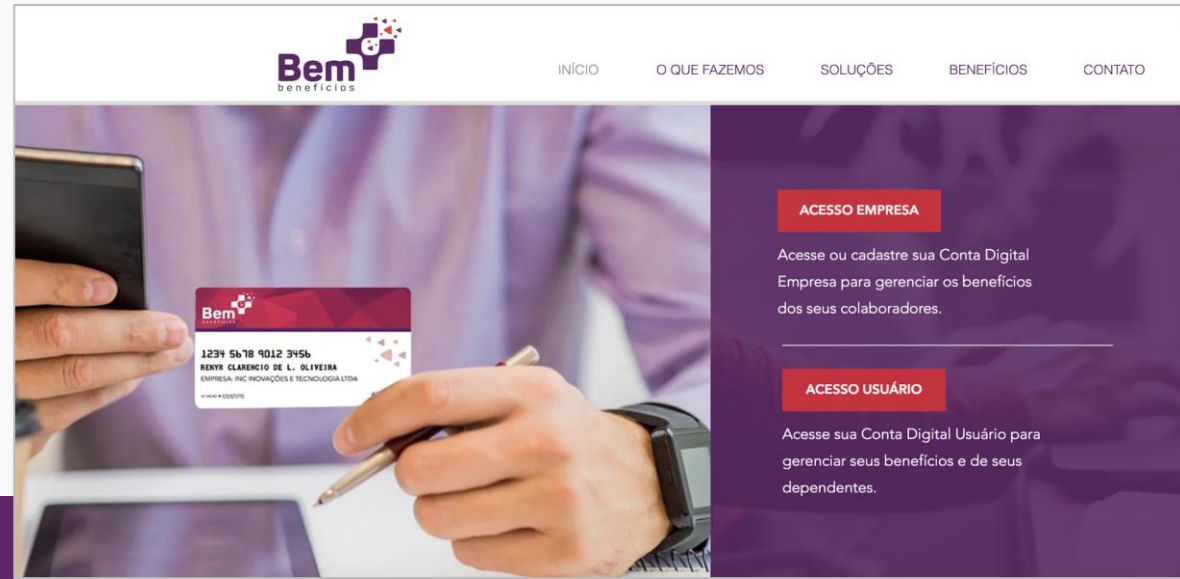 Bem
benefícios
INÍCIO
O QUE FAZEMOS
SOLUÇÕES
BENEFÍCIOS
CONTATO
Bem
benefícios
1234 5678 9012 3456
RENYR CLARENCIO DE L. OLIVEIRA
EMPRESA: INC INOVAÇÕES E TECNOLOGIA LTDA
ACESSO EMPRESA
Acesse ou cadastre sua Conta Digital
Empresa para gerenciar os benefícios
dos seus colaboradores.
ACESSO USUÁRIO
Acesse sua Conta Digital Usuário para
gerenciar seus benefícios e de seus
dependentes.